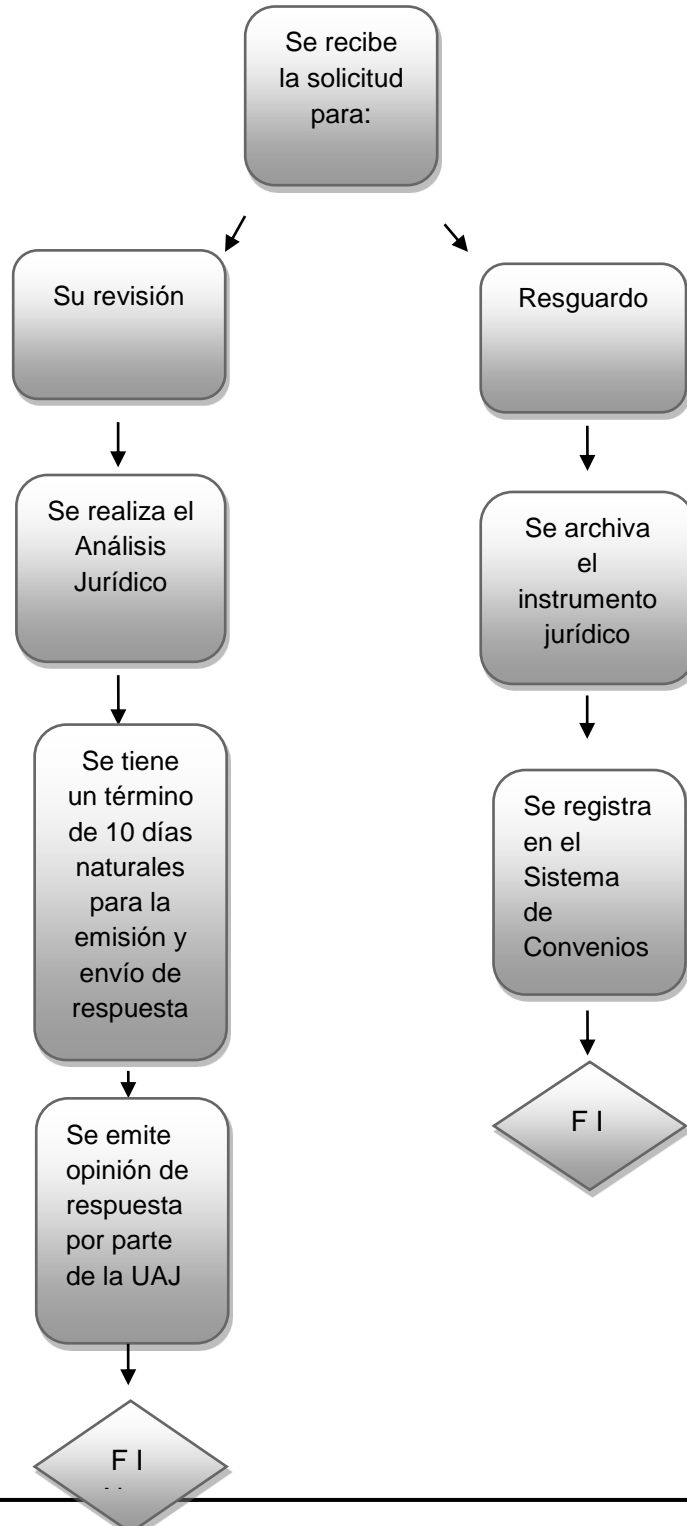 Se recibe
la solicitud
para:
Su revisión
Se realiza el
Análisis
Jurídico
Se tiene
un término
de 10 días
naturales
para la
emisión y
envío de
respuesta
Se emite
opinión de
respuesta
por parte
de la UAJ
F I
Resguardo
Se archiva
el
instrumento
jurídico
Se registra
en el
Sistema
de
Convenios
F I